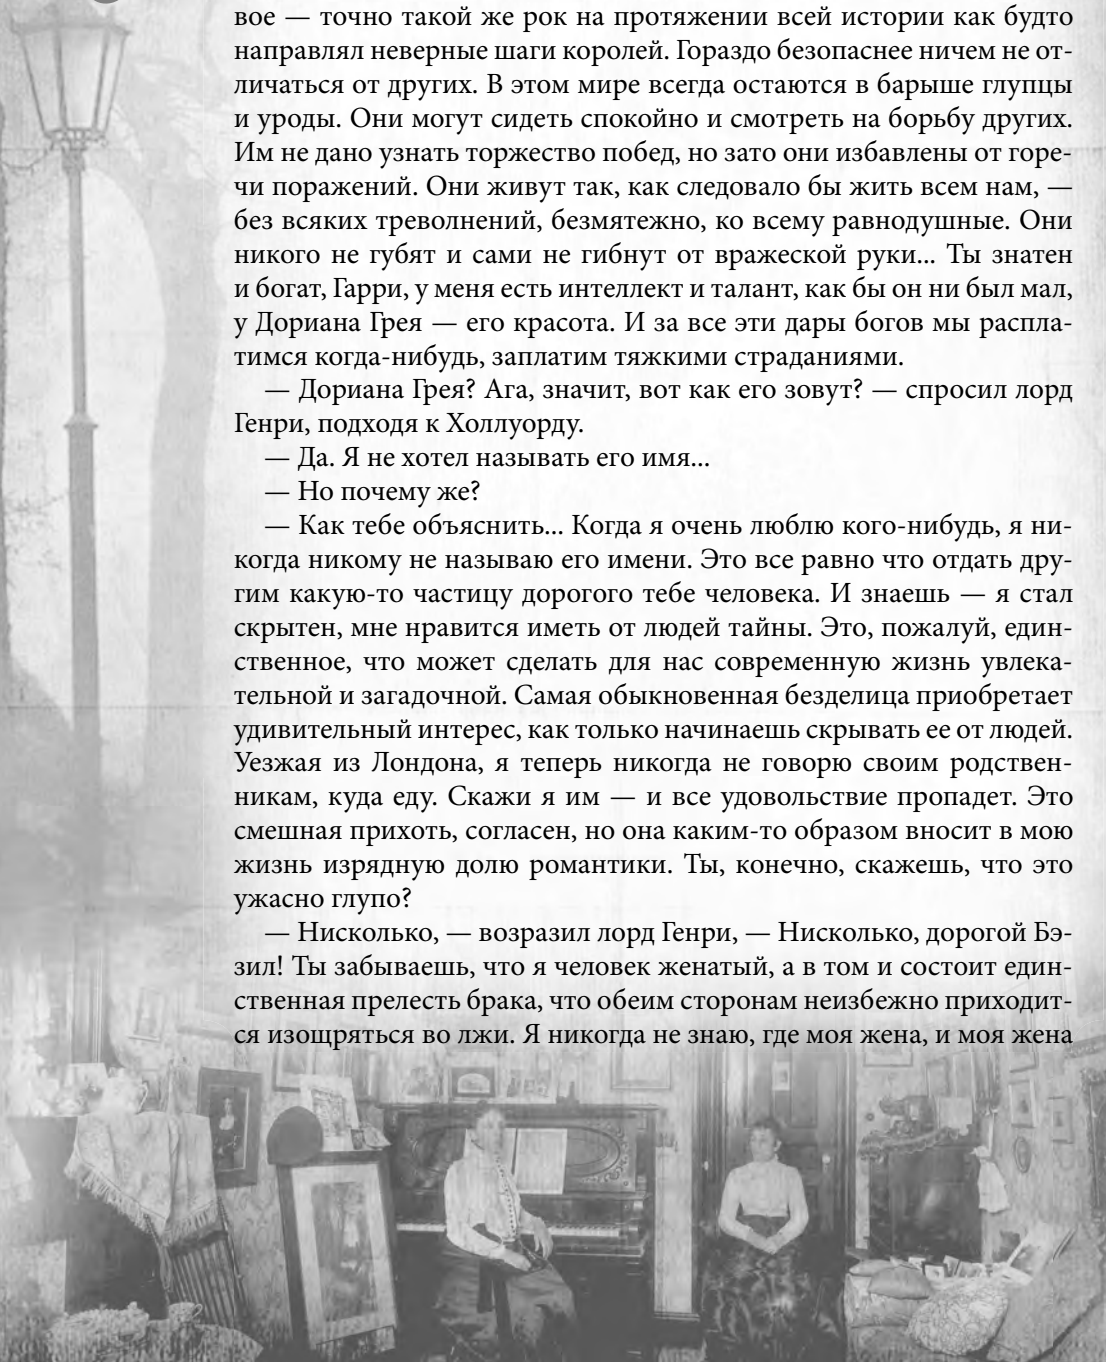 вое — точно такой же рок на протяжении всей истории как будто
направлял неверные шаги королей. Гораздо безопаснее ничем не от-
личаться от других. В этом мире всегда остаются в барыше глупцы
и уроды. Они могут сидеть спокойно и смотреть на борьбу других.
Им не дано узнать торжество побед, но зато они избавлены от горе-
чи поражений. Они живут так, как следовало бы жить всем нам, —
без всяких треволнений, безмятежно, ко всему равнодушные. Они
никого не губят и сами не гибнут от вражеской руки... Ты знатен
и богат, Гарри, у меня есть интеллект и талант, как бы он ни был мал,
у Дориана Грея — его красота. И за все эти дары богов мы распла-
тимся когда-нибудь, заплатим тяжкими страданиями.
— Дориана Грея? Ага, значит, вот как его зовут? — спросил лорд
Генри, подходя к Холлуорду.
— Да. Я не хотел называть его имя...
— Но почему же?
— Как тебе объяснить... Когда я очень люблю кого-нибудь, я ни-
когда никому не называю его имени. Это все равно что отдать дру-
гим какую-то частицу дорогого тебе человека. И знаешь — я стал
скрытен, мне нравится иметь от людей тайны. Это, пожалуй, един-
ственное, что может сделать для нас современную жизнь увлека-
тельной и загадочной. Самая обыкновенная безделица приобретает
удивительный интерес, как только начинаешь скрывать ее от людей.
Уезжая из Лондона, я теперь никогда не говорю своим родствен-
никам, куда еду. Скажи я им — и все удовольствие пропадет. Это
смешная прихоть, согласен, но она каким-то образом вносит в мою
жизнь изрядную долю романтики. Ты, конечно, скажешь, что это
ужасно глупо?
— Нисколько, — возразил лорд Генри, — Нисколько, дорогой Бэ-
зил! Ты забываешь, что я человек женатый, а в том и состоит един-
ственная прелесть брака, что обеим сторонам неизбежно приходит-
ся изощряться во лжи. Я никогда не знаю, где моя жена, и моя жена